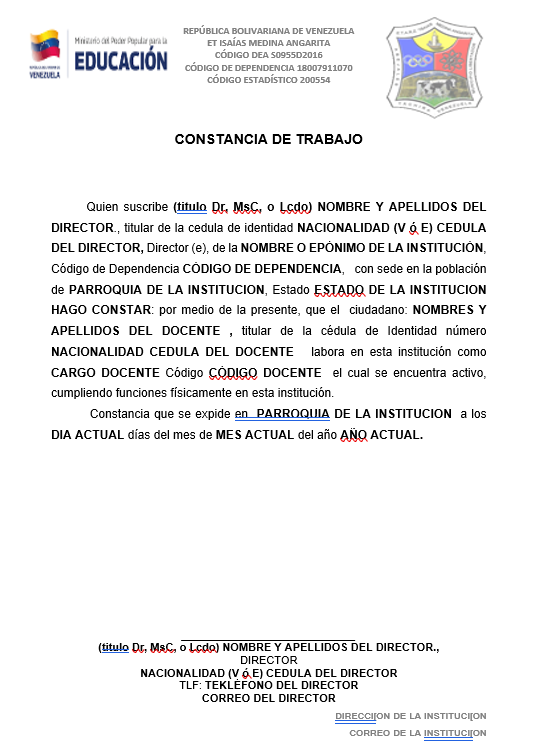 Ministerio del Poder Popular para la
EDUCACIÓN
VENEZUELA
REPÚBLICA BOLIVARIANA DE VENEZUELA
ET ISAÍAS MEDINA ANGARITA
CÓDIGO DEA S0955D2016
CÓDIGO DE DEPENDENCIA 18007911070
CÓDIGO ESTADÍSTICO 200554
CONSTANCIA DE TRABAJO
Quien suscribe (titulo Dr, MsC, o Lcdo) NOMBRE Y APELLIDOS DEL
DIRECTOR., titular de la cedula de identidad NACIONALIDAD (V ó E) CEDULA
DEL DIRECTOR, Director (e), de la NOMBRE O EPÓNIMO DE LA INSTITUCIÓN,
Código de Dependencia CÓDIGO DE DEPENDENCIA, con sede en la población
de PARROQUIA DE LA INSTITUCION, Estado ESTADO DE LA INSTITUCION
HAGO CONSTAR: por medio de la presente, que el ciudadano: NOMBRES Y
APELLIDOS DEL DOCENTE , titular de la cédula de Identidad número
NACIONALIDAD CEDULA DEL DOCENTE labora en esta institución como
CARGO DOCENTE Código CÓDIGO DOCENTE el cual se encuentra activo,
cumpliendo funciones físicamente en esta institución.
Constancia que se expide en PARROQUIA DE LA INSTITUCION a los
DIA ACTUAL días del mes de MES ACTUAL del año AÑO ACTUAL.
(titulo Dr, MsC, o Lcdo) NOMBRE Y APELLIDOS DEL DIRECTOR.,
DIRECTOR
NACIONALIDAD (V ó E) CEDULA DEL DIRECTOR
TLF: TEKLÉFONO DEL DIRECTOR
CORREO DEL DIRECTOR
DIRECCI[ON DE LA INSTITUCI[ON
CORREO DE LA INSTITUCI[ON